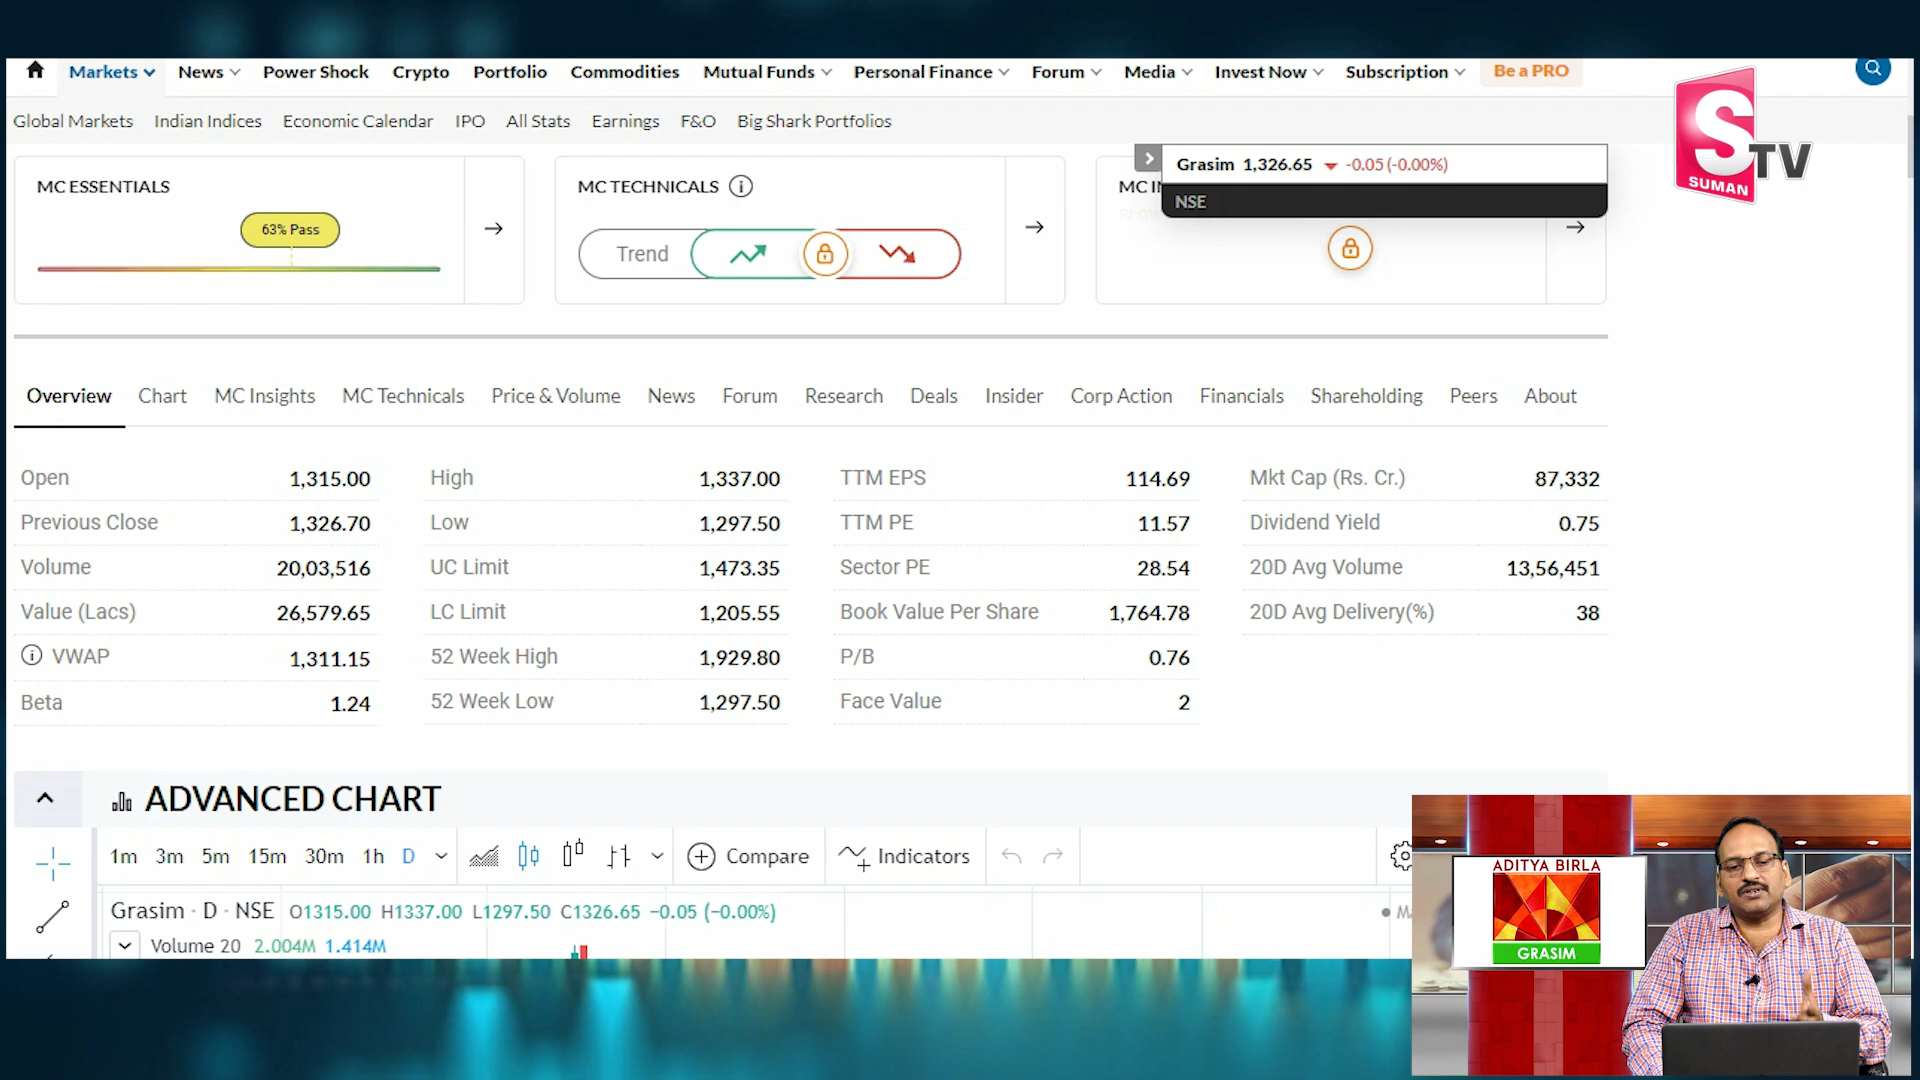 Markets News Power Shock Crypto Portfolio Commodities Mutual Funds Personal Finance Forum Media Invest Now Subscription Be a PRO
Global Markets Indian Indices Economic Calendar IPO All Stats Earnings F&O Big Shark Portfolios
S TV
SUMAN
Grasim 1,326.65 -0.05 (-0.00%)
NSE
MC ESSENTIALS
63% Pass
MC TECHNICALS
Trend
Overview Chart MC Insights MC Technicals Price & Volume News Forum Research Deals Insider Corp Action Financials Shareholding Peers About
Open 1,315.00 High 1,337.00 TTM EPS 114.69 Mkt Cap (Rs. Cr.) 87,332
Previous Close 1,326.70 Low 1,297.50 TTM PE 11.57 Dividend Yield 0.75
Volume 20,03,516 UC Limit 1,473.35 Sector PE 28.54 20D Avg Volume 13,56,451
Value (Lacs) 26,579.65 LC Limit 1,205.55 Book Value Per Share 1,764.78 20D Avg Delivery(%) 38
VWAP 1,311.15 52 Week High 1,929.80 P/B 0.76
Beta 1.24 52 Week Low 1,297.50 Face Value 2
ADVANCED CHART
1m 3m 5m 15m 30m 1h D Compare Indicators
Grasim · D · NSE O1315.00 H1337.00 L1297.50 C1326.65 −0.05 (−0.00%)
Volume 20 2.004M 1.414M
ADITYA BIRLA
GRASIM